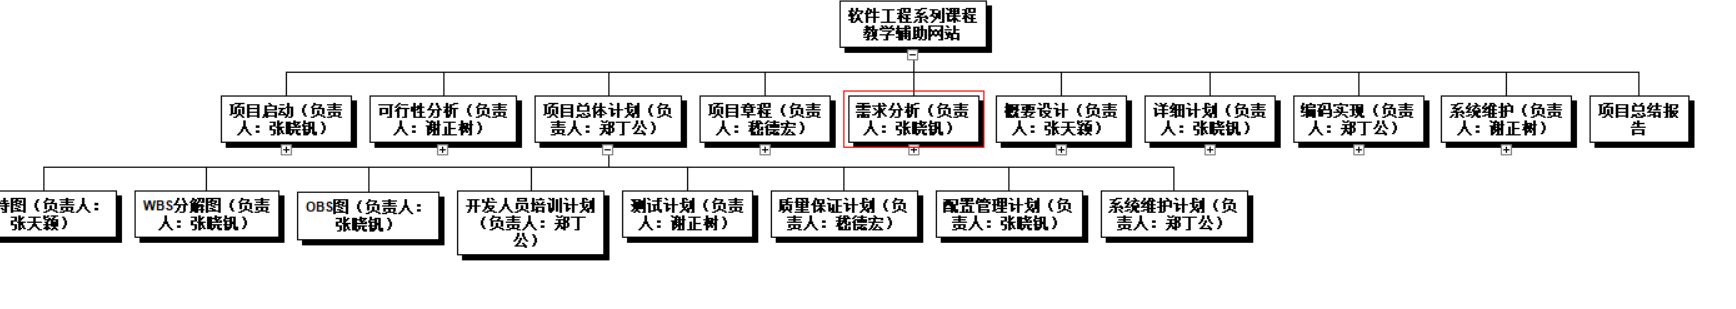 软件工程系列课程
教学辅助网站
项目启动（负责
人：张晓钒）
可行性分析（负责
人：谢正树）
项目总体计划（负
责人：郑丁公）
项目章程（负责
人：嵇德宏）
需求分析（负责
人：张晓钒）
概要设计（负责
人：张天颖）
详细计划（负责
人：张晓钒）
编码实现（负责
人：郑丁公）
系统维护（负责
人：谢正树）
项目总结报
告
特图（负责人：
张天颖）
WBS分解图（负责
人：张晓钒）
OBS图（负责人：
张晓钒）
开发人员培训计划
（负责人：郑丁
公）
测试计划（负责
人：谢正树）
质量保证计划（负
责人：嵇德宏）
配置管理计划（负
责人：张晓钒）
系统维护计划（负
责人：郑丁公）